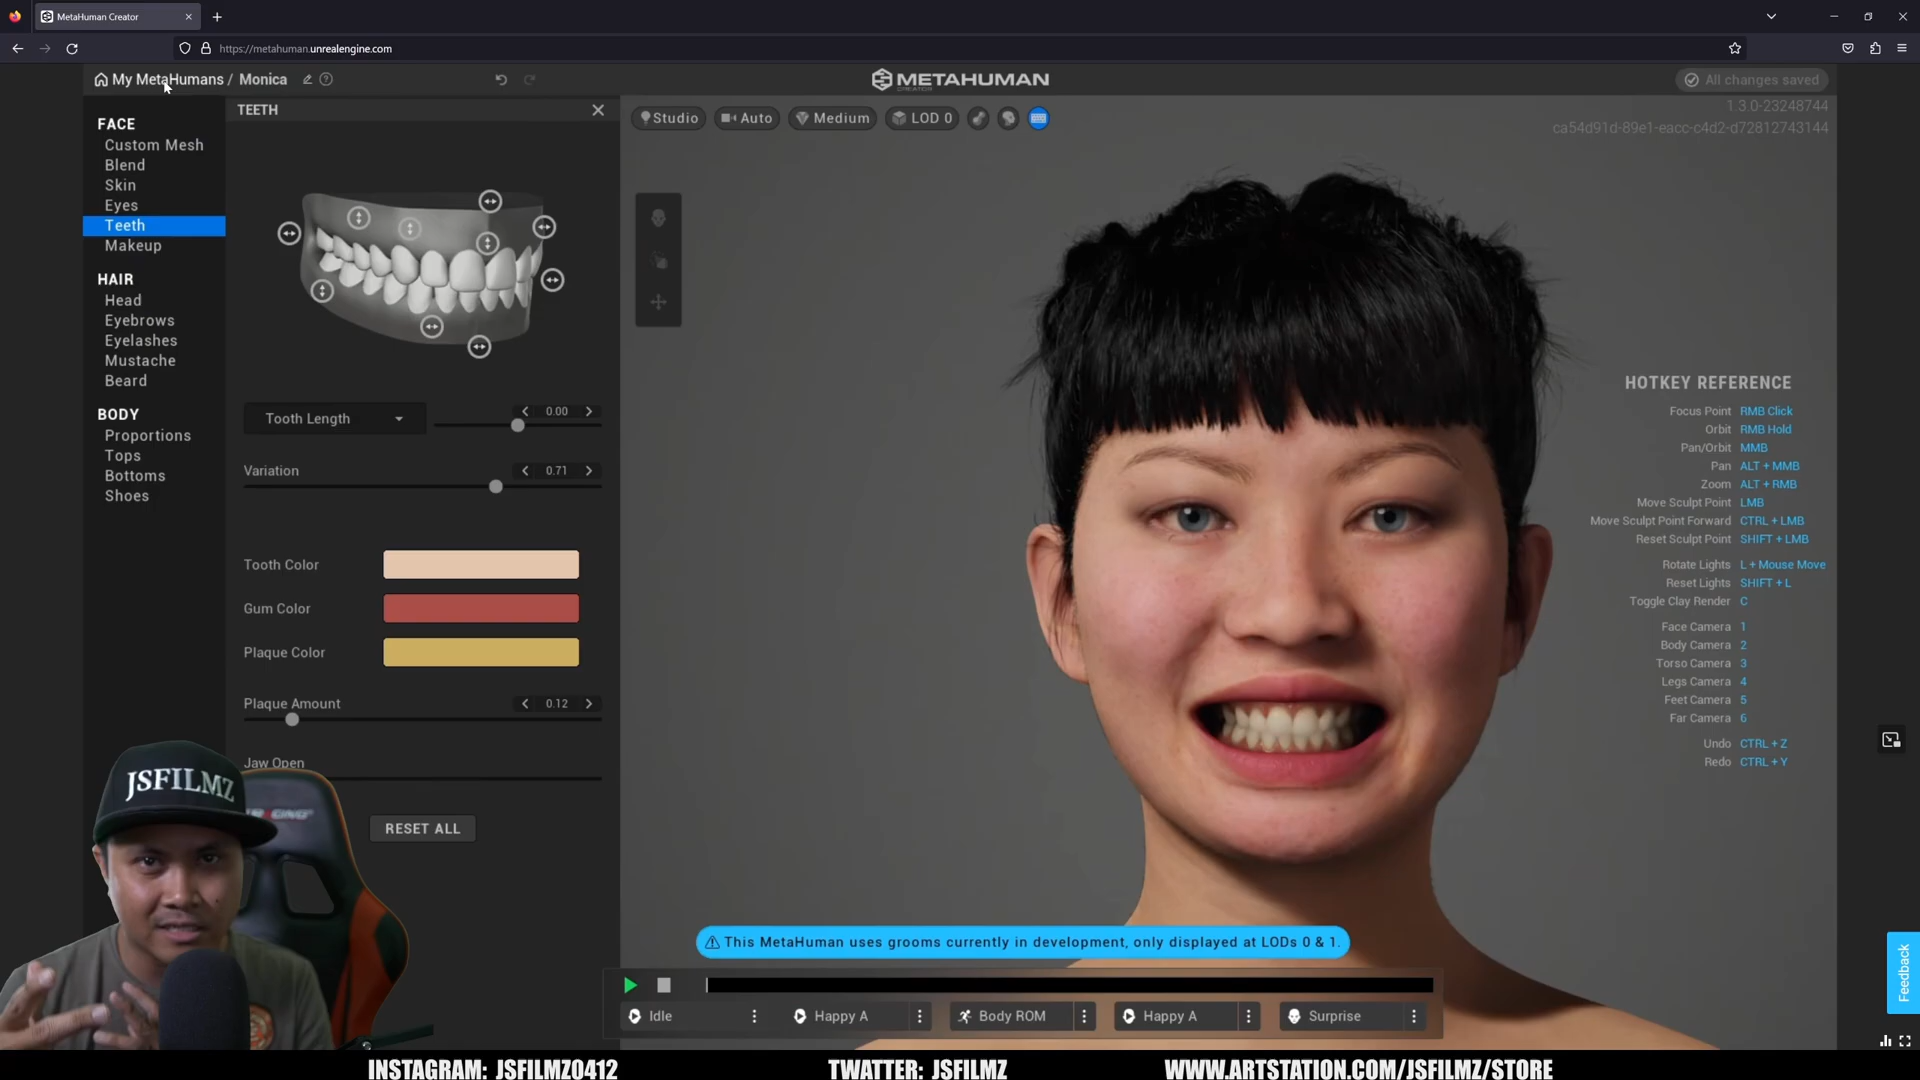 MetaHuman Creator
https://metahuman.unrealengine.com
My MetaHumans / Monica
METAHUMAN
CREATOR
All changes saved
1.3.0-23248744
ca54d91d-89e1-eacc-c4d2-d72812743144
FACE
Custom Mesh
Blend
Skin
Eyes
Teeth
Makeup
HAIR
Head
Eyebrows
Eyelashes
Mustache
Beard
BODY
Proportions
Tops
Bottoms
Shoes
TEETH
Tooth Length 0.00
Variation 0.71
Tooth Color
Gum Color
Plaque Color
Plaque Amount 0.12
Jaw Open
RESET ALL
Studio Auto Medium LOD 0
HOTKEY REFERENCE
Focus Point RMB Click
Orbit RMB Hold
Pan/Orbit MMB
Pan ALT + MMB
Zoom ALT + RMB
Move Sculpt Point LMB
Move Sculpt Point Forward CTRL + LMB
Reset Sculpt Point SHIFT + LMB
Rotate Lights L + Mouse Move
Reset Lights SHIFT + L
Toggle Clay Render C
Face Camera 1
Body Camera 2
Torso Camera 3
Legs Camera 4
Feet Camera 5
Far Camera 6
Undo CTRL + Z
Redo CTRL + Y
This MetaHuman uses grooms currently in development, only displayed at LODs 0 & 1.
Idle Happy A Body ROM Happy A Surprise
Feedback
JSFILMZ
INSTAGRAM: JSFILMZ0412 TWATTER: JSFILMZ WWW.ARTSTATION.COM/JSFILMZ/STORE